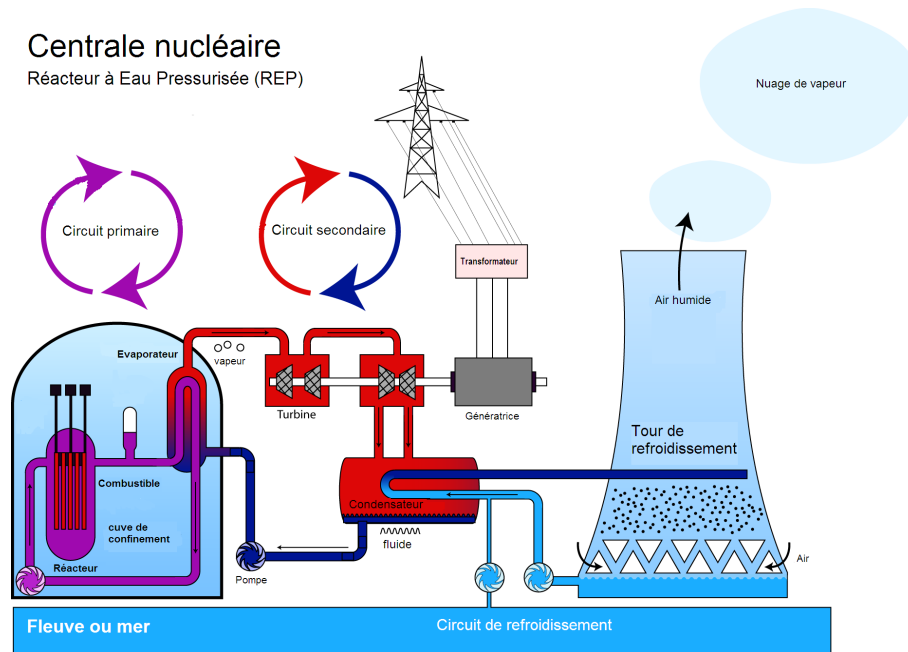 Centrale nucléaire
Réacteur à Eau Pressurisée (REP)
Nuage de vapeur
Circuit primaire
Circuit secondaire
Transformateur
Air humide
Evaporateur
vapeur
Turbine
Génératrice
Tour de
refroidissement
Combustible
Condensateur
cuve de
confinement
fluide
Réacteur
Pompe
Air
Fleuve ou mer
Circuit de refroidissement